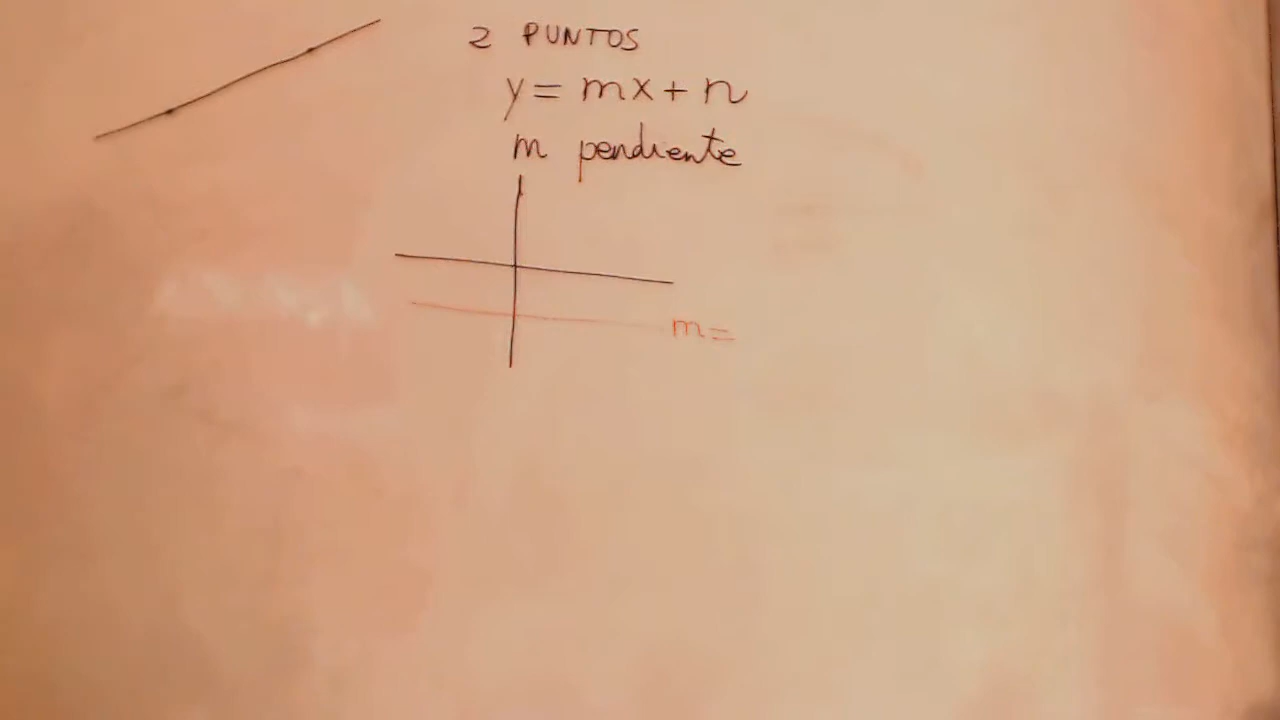 2 PUNTOS
y = mx + n
m pendiente
m =